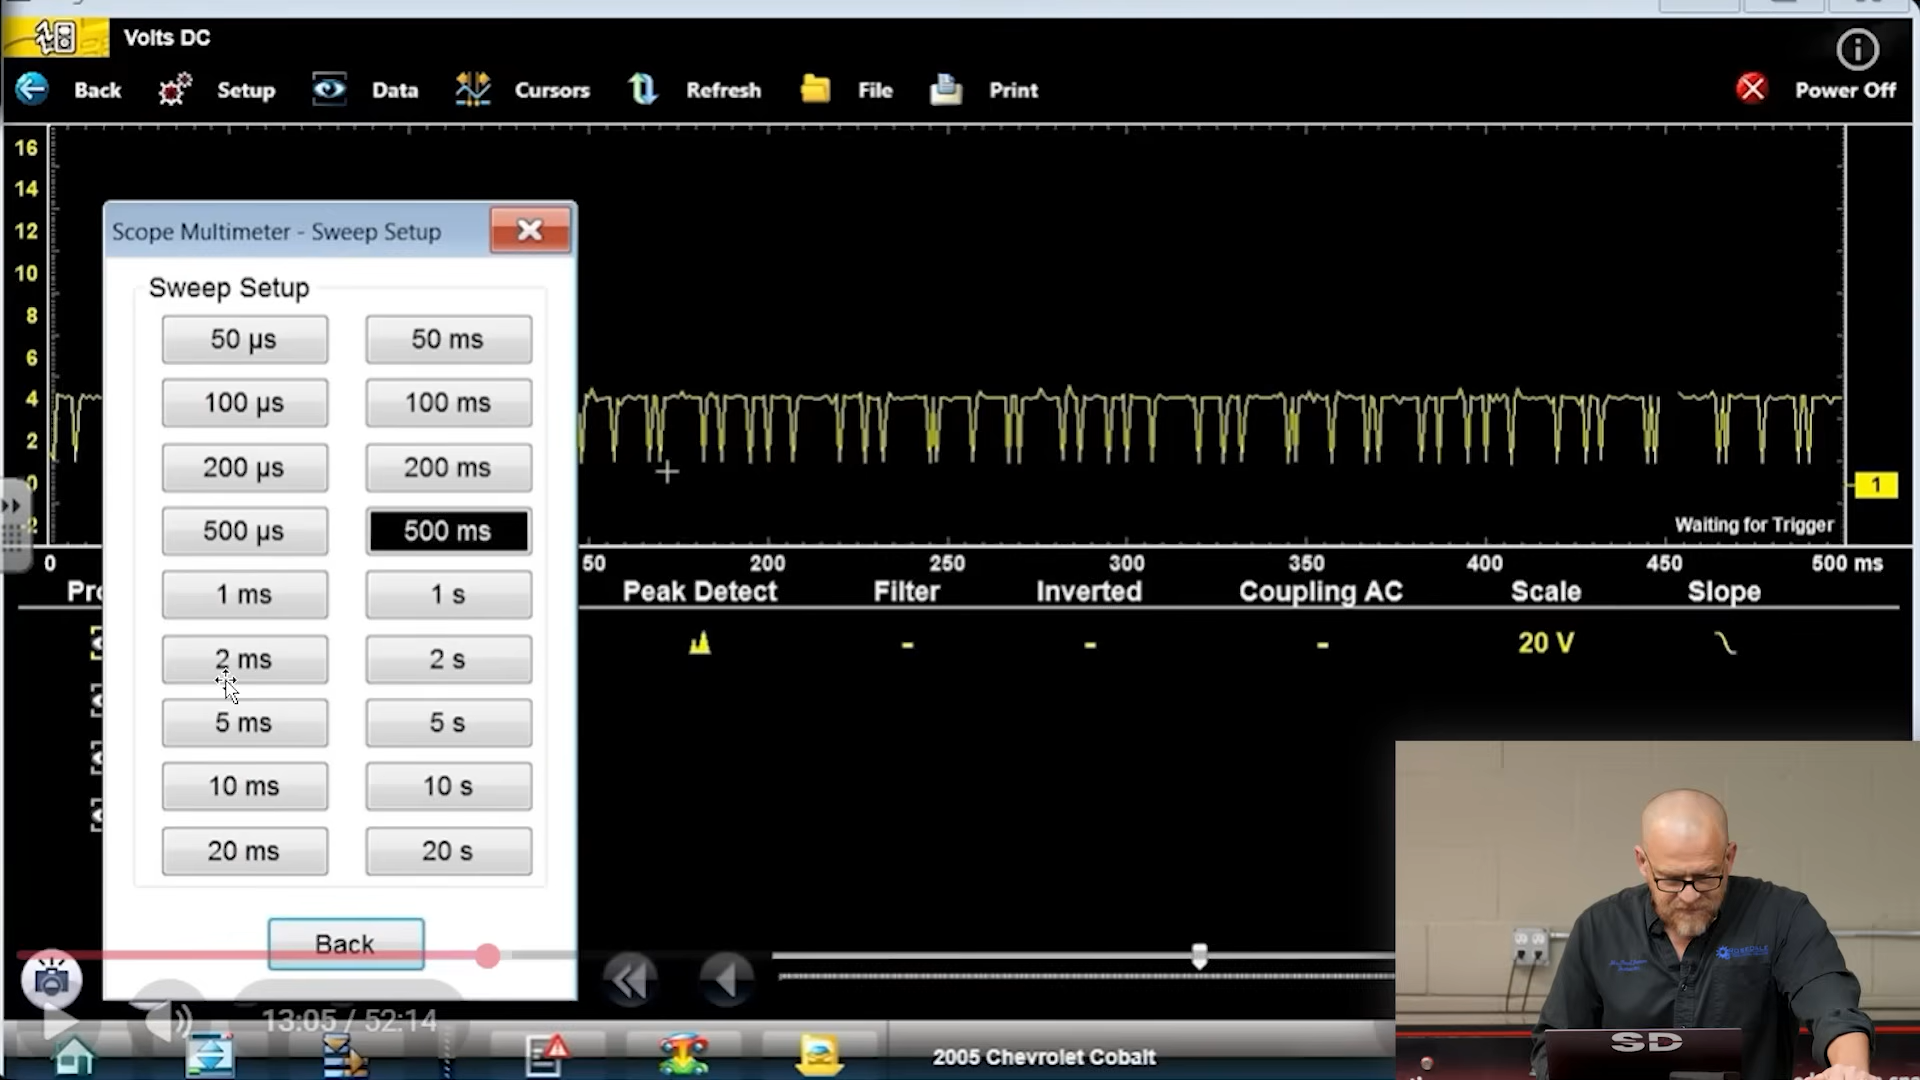 Volts DC
Back Setup Data Cursors Refresh File Print Power Off
16
14
12
10
8
6
4
2
0
Scope Multimeter - Sweep Setup
Sweep Setup
50 µs 50 ms
100 µs 100 ms
200 µs 200 ms
500 µs 500 ms
1 ms 1 s
2 ms 2 s
5 ms 5 s
10 ms 10 s
20 ms 20 s
Back
1
Waiting for Trigger
0 50 200 250 300 350 400 450 500 ms
Peak Detect Filter Inverted Coupling AC Scale Slope
20 V
13:05 / 52:14
2005 Chevrolet Cobalt
SD